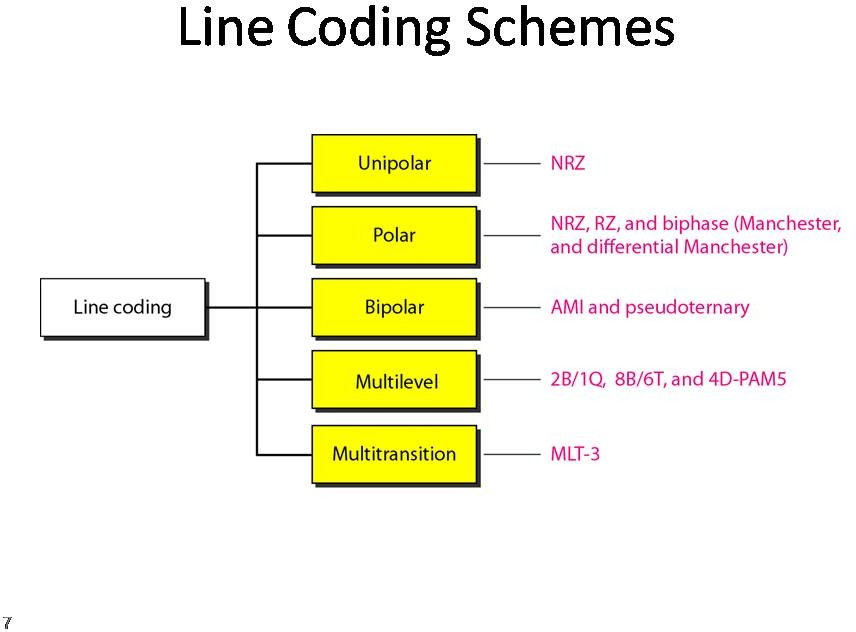 Line Coding Schemes
Line coding
Unipolar
NRZ
Polar
NRZ, RZ, and biphase (Manchester,
and differential Manchester)
Bipolar
AMI and pseudoternary
Multilevel
2B/1Q, 8B/6T, and 4D-PAM5
Multitransition
MLT-3
7